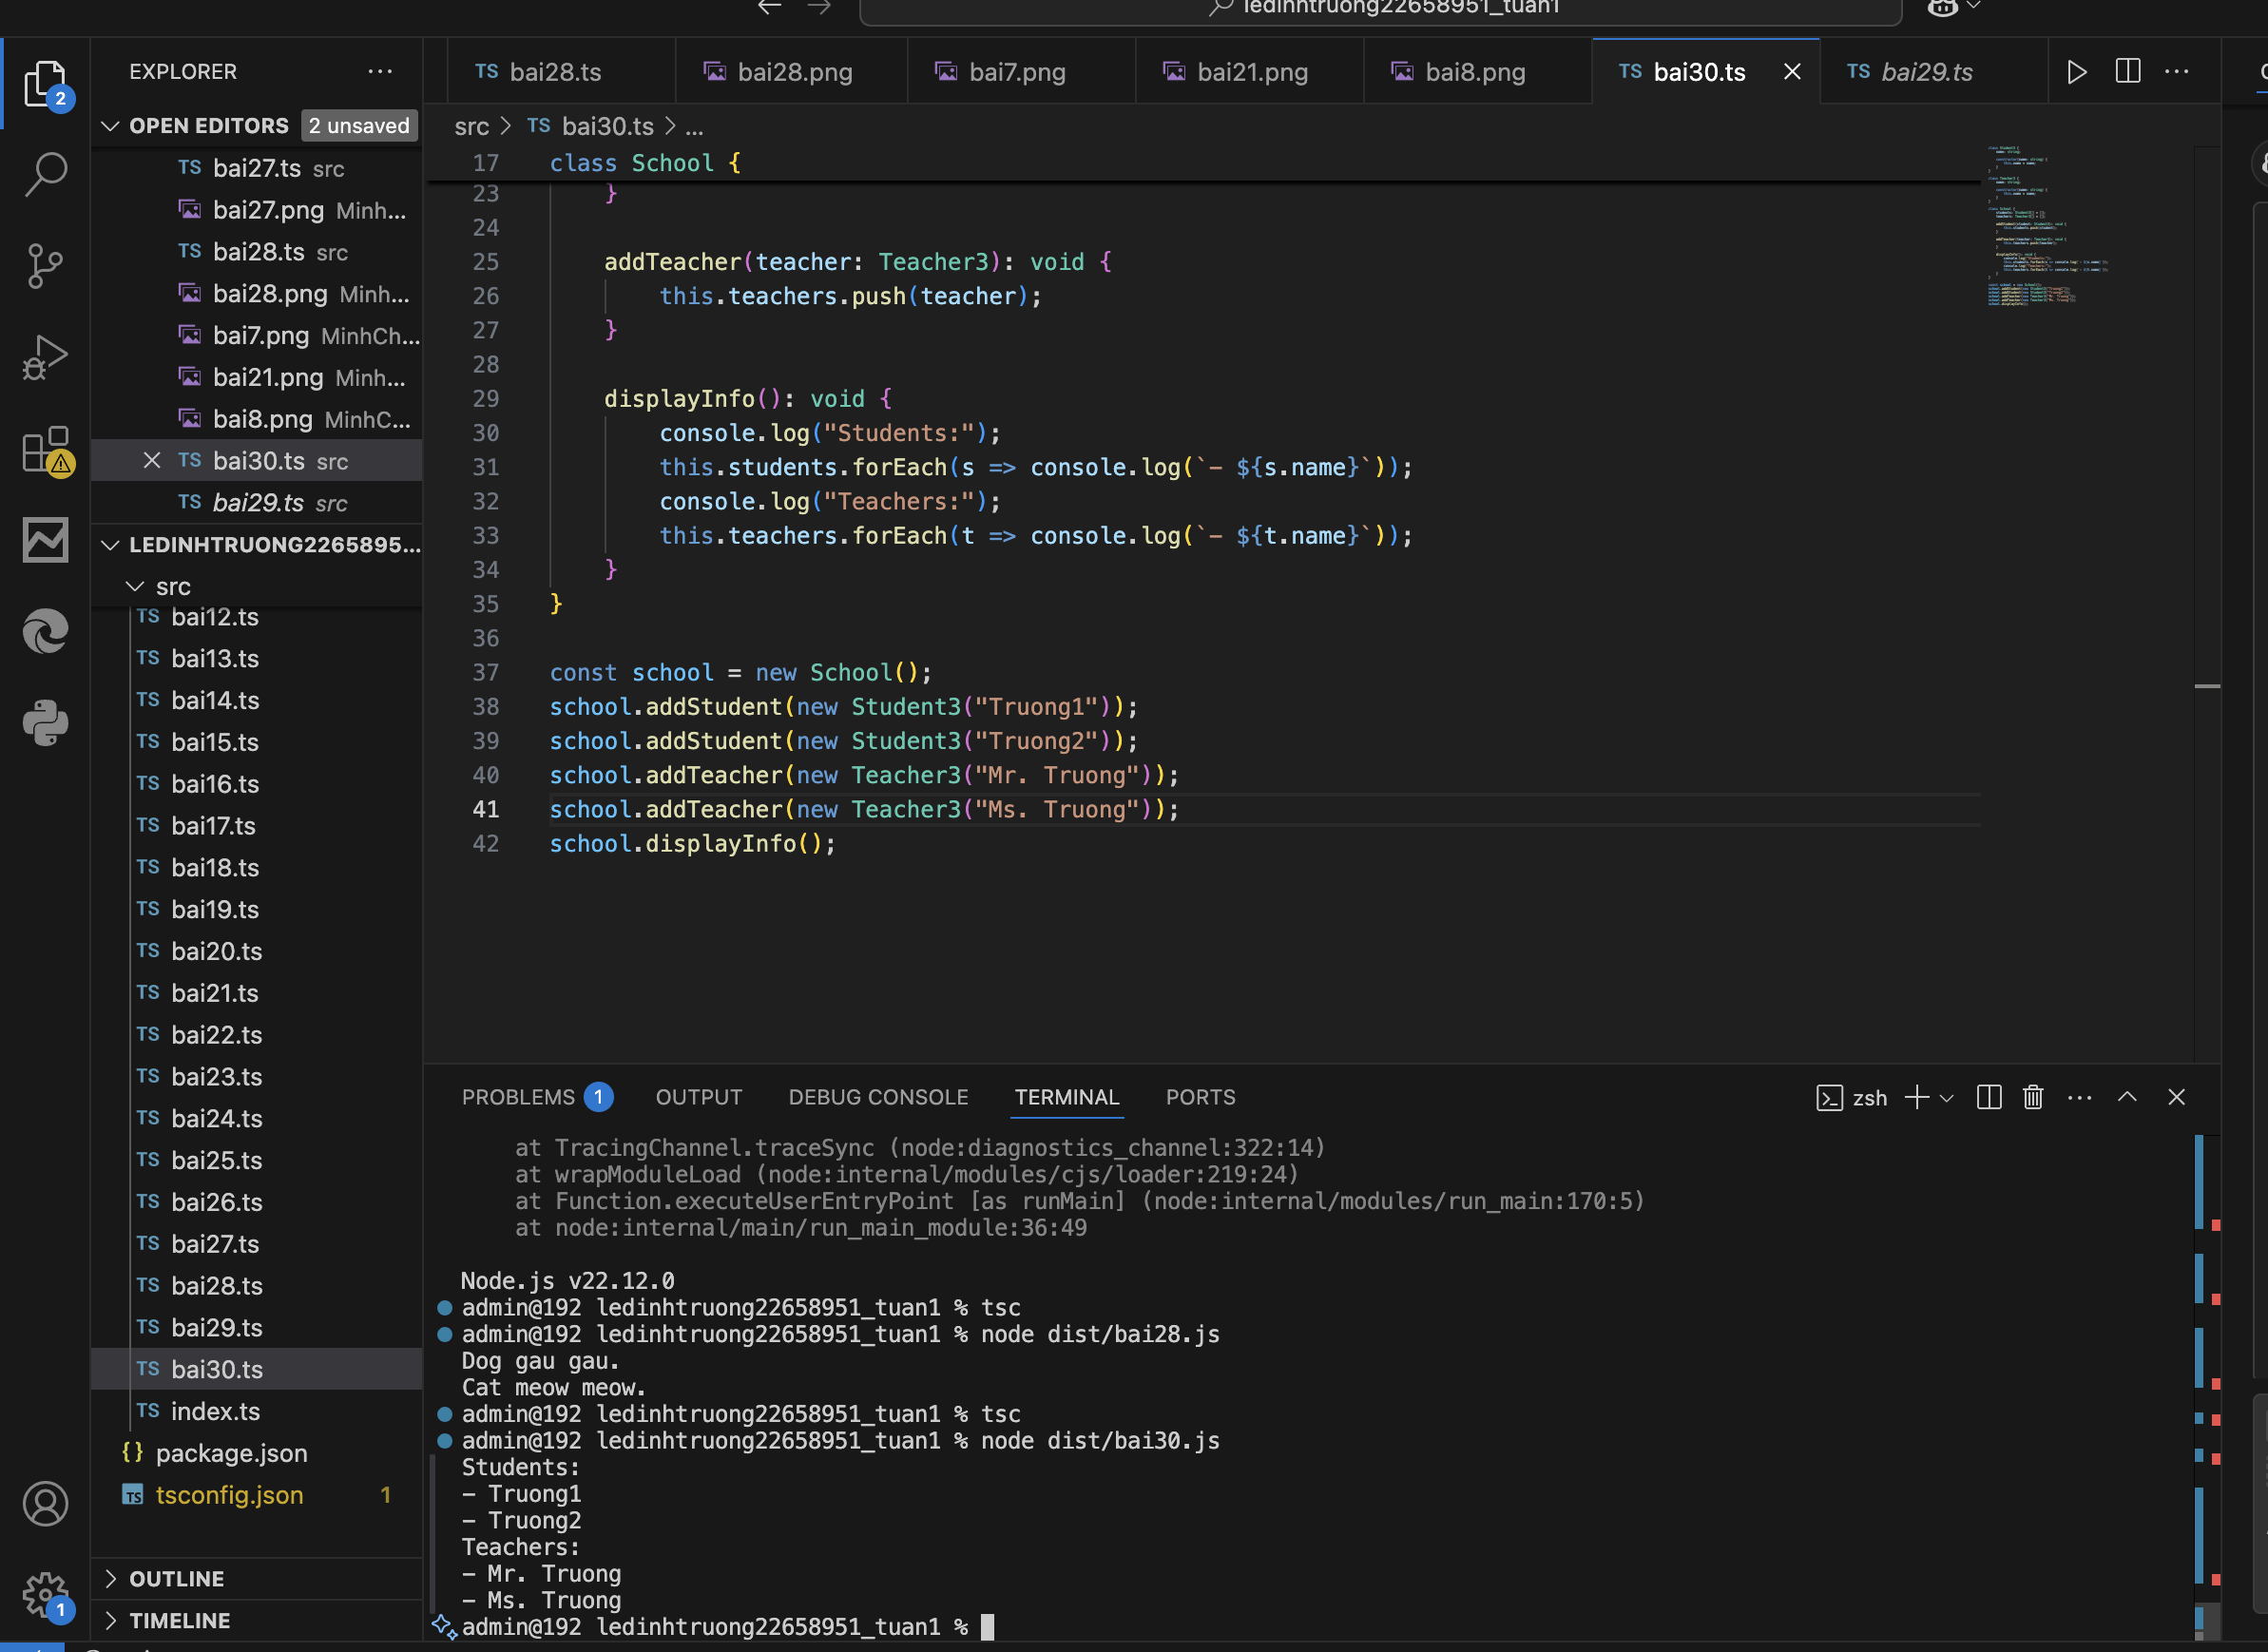 ledinhtruong22658951_tuan1
EXPLORER
2
OPEN EDITORS 2 unsaved
TS bai27.ts src
bai27.png Minh...
TS bai28.ts src
bai28.png Minh...
bai7.png MinhCh...
bai21.png Minh...
bai8.png MinhC...
TS bai30.ts src
TS bai29.ts src
LEDINHTRUONG2265895...
src
TS bai12.ts
TS bai13.ts
TS bai14.ts
TS bai15.ts
TS bai16.ts
TS bai17.ts
TS bai18.ts
TS bai19.ts
TS bai20.ts
TS bai21.ts
TS bai22.ts
TS bai23.ts
TS bai24.ts
TS bai25.ts
TS bai26.ts
TS bai27.ts
TS bai28.ts
TS bai29.ts
TS bai30.ts
TS index.ts
{} package.json
TS tsconfig.json 1
OUTLINE
TIMELINE
1
TS bai28.ts bai28.png bai7.png bai21.png bai8.png TS bai30.ts TS bai29.ts
src > TS bai30.ts > ...
17 class School {
23 }
24
25 addTeacher(teacher: Teacher3): void {
26 this.teachers.push(teacher);
27 }
28
29 displayInfo(): void {
30 console.log("Students:");
31 this.students.forEach(s => console.log(`- ${s.name}`));
32 console.log("Teachers:");
33 this.teachers.forEach(t => console.log(`- ${t.name}`));
34 }
35 }
36
37 const school = new School();
38 school.addStudent(new Student3("Truong1"));
39 school.addStudent(new Student3("Truong2"));
40 school.addTeacher(new Teacher3("Mr. Truong"));
41 school.addTeacher(new Teacher3("Ms. Truong"));
42 school.displayInfo();
PROBLEMS 1 OUTPUT DEBUG CONSOLE TERMINAL PORTS zsh
at TracingChannel.traceSync (node:diagnostics_channel:322:14)
at wrapModuleLoad (node:internal/modules/cjs/loader:219:24)
at Function.executeUserEntryPoint [as runMain] (node:internal/modules/run_main:170:5)
at node:internal/main/run_main_module:36:49
Node.js v22.12.0
admin@192 ledinhtruong22658951_tuan1 % tsc
admin@192 ledinhtruong22658951_tuan1 % node dist/bai28.js
Dog gau gau.
Cat meow meow.
admin@192 ledinhtruong22658951_tuan1 % tsc
admin@192 ledinhtruong22658951_tuan1 % node dist/bai30.js
Students:
- Truong1
- Truong2
Teachers:
- Mr. Truong
- Ms. Truong
admin@192 ledinhtruong22658951_tuan1 %